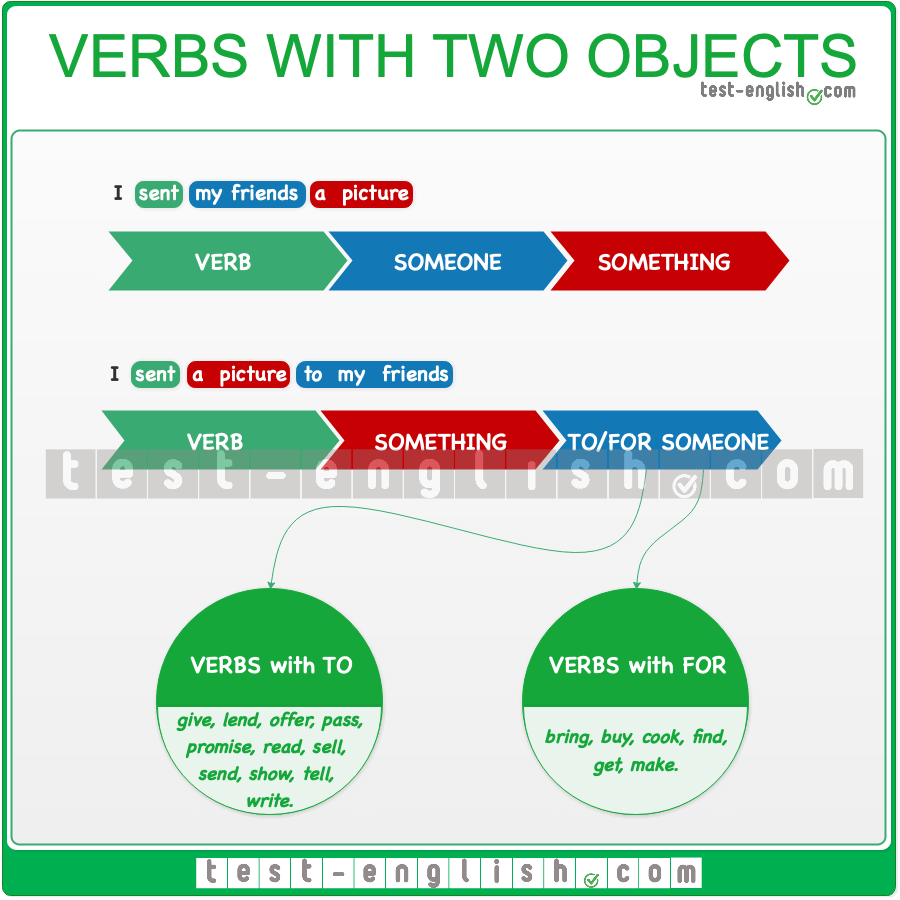 VERBS WITH TWO OBJECTS
test-english.com
I sent my friends a picture
VERB SOMEONE SOMETHING
I sent a picture to my friends
VERB SOMETHING TO/FOR SOMEONE
test-english.com
VERBS with TO
give, lend, offer, pass,
promise, read, sell,
send, show, tell,
write.
VERBS with FOR
bring, buy, cook, find,
get, make.
test-english.com